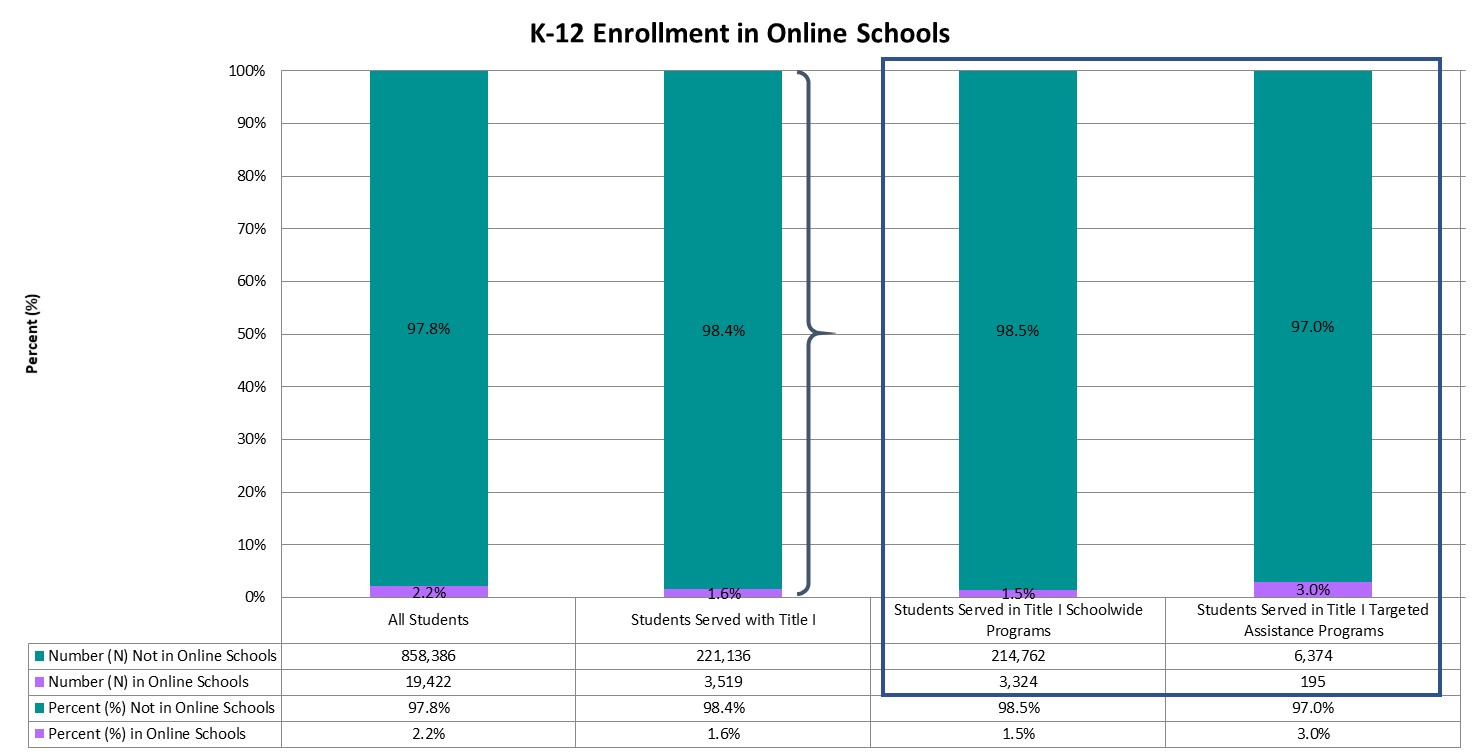 K-12 Enrollment in Online Schools
Percent (%)
100%
90%
80%
70%
60%
50%
40%
30%
20%
10%
0%
97.8%
98.4%
98.5%
97.0%
2.2%
1.6%
1.5%
3.0%
All Students
Students Served with Title I
Students Served in Title I Schoolwide
Programs
Students Served in Title I Targeted
Assistance Programs
Number (N) Not in Online Schools 858,386 221,136 214,762 6,374
Number (N) in Online Schools 19,422 3,519 3,324 195
Percent (%) Not in Online Schools 97.8% 98.4% 98.5% 97.0%
Percent (%) in Online Schools 2.2% 1.6% 1.5% 3.0%